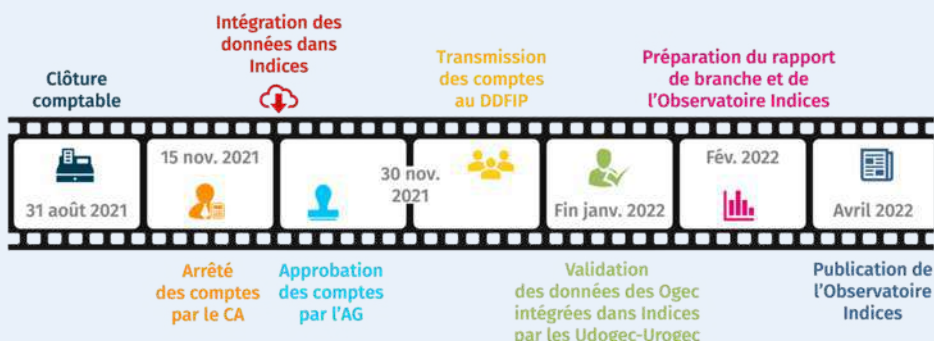 Clôture
comptable
31 août 2021
15 nov. 2021
Arrêté
des comptes
par le CA
Intégration des
données dans
Indices
Approbation
des comptes
par l'AG
30 nov.
2021
Transmission
des comptes
au DDFIP
Fin janv. 2022
Validation
des données des Ogec
intégrées dans Indices
par les Udogec-Urogec
Préparation du rapport
de branche et de
l'Observatoire Indices
Fév. 2022
Avril 2022
Publication de
l'Observatoire
Indices